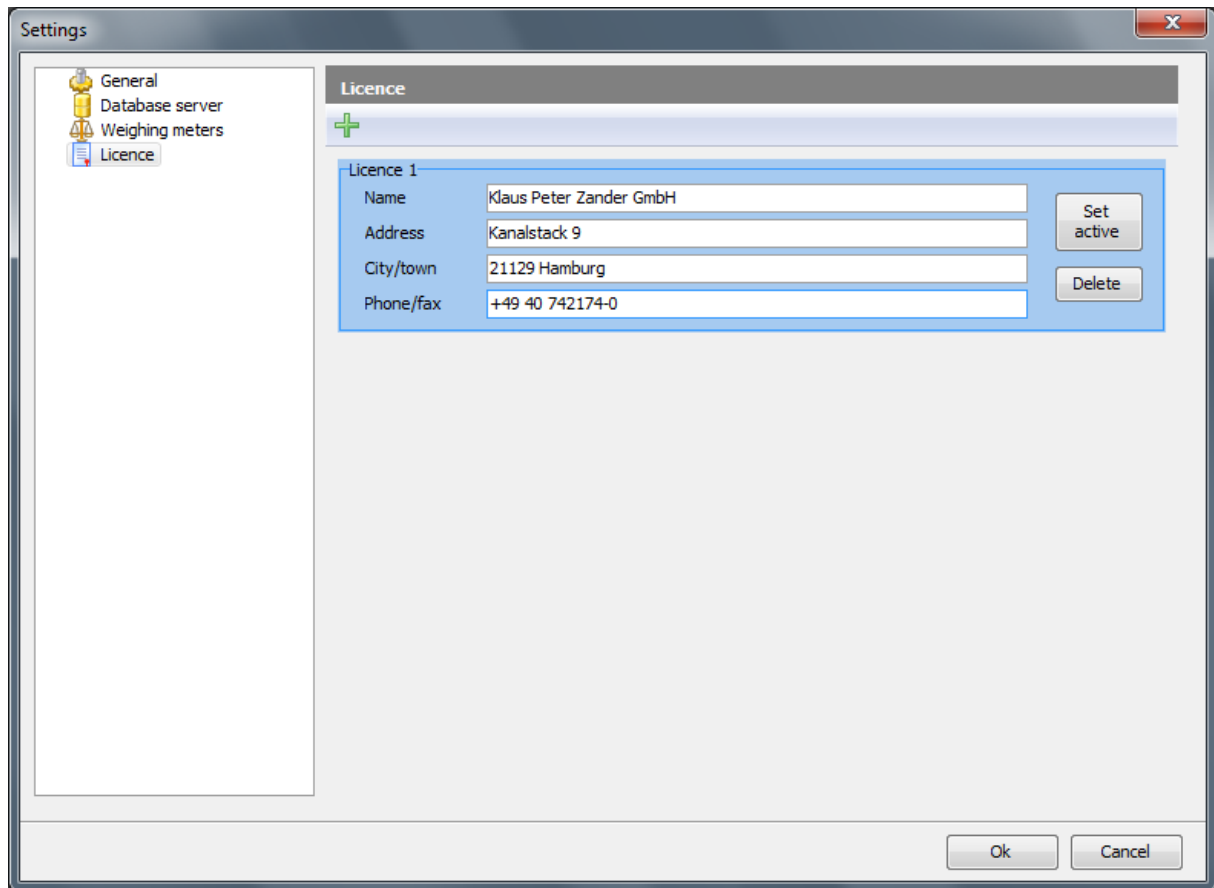 Settings
General
Database server
Weighing meters
Licence
Licence
Licence 1
Name
Klaus Peter Zander GmbH
Address
Kanalstack 9
City/town
21129 Hamburg
Phone/fax
+49 40 742174-0
Set
active
Delete
Ok
Cancel